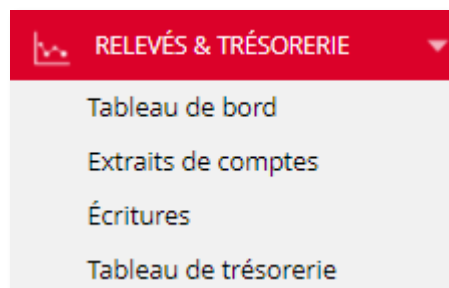 RELEVÉS & TRÉSORERIE
Tableau de bord
Extraits de comptes
Écritures
Tableau de trésorerie